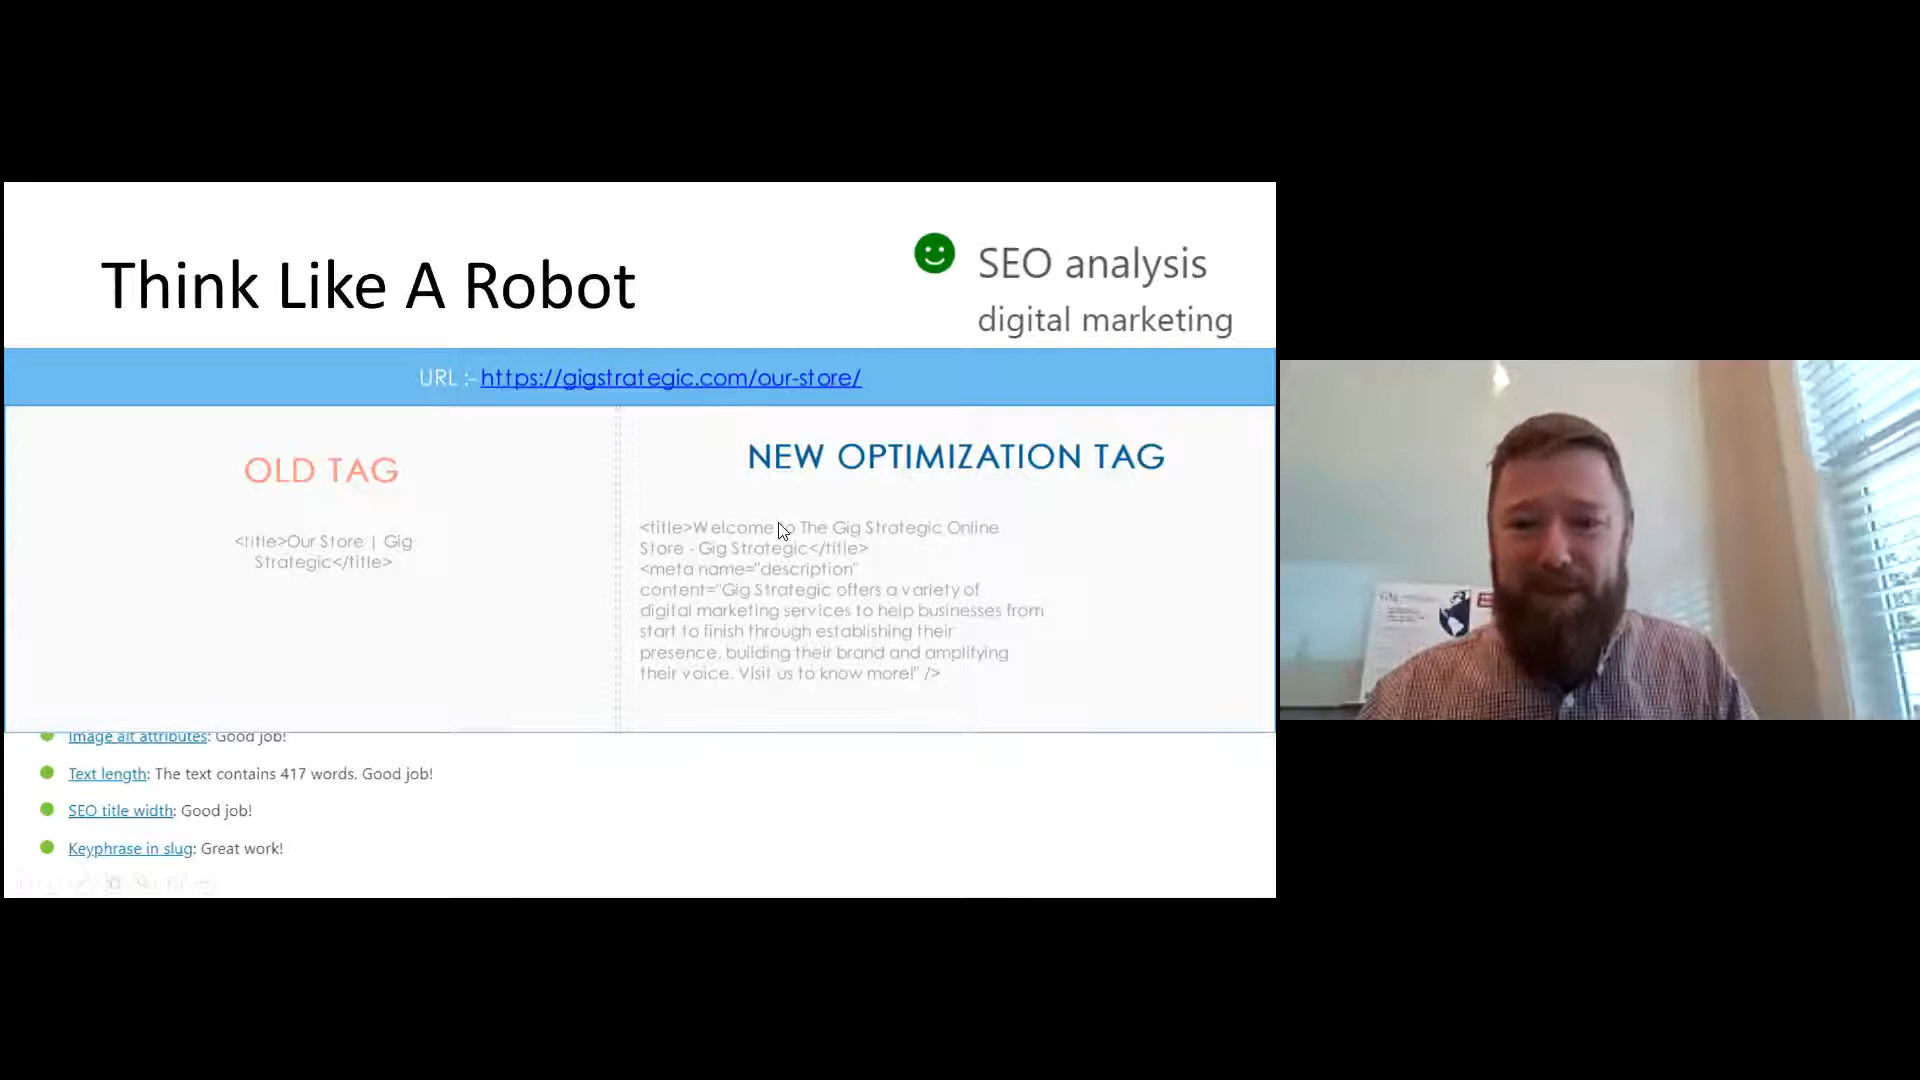 Think Like A Robot
SEO analysis
digital marketing
URL :- https://gigstrategic.com/our-store/
OLD TAG
<title>Our Store | Gig
Strategic</title>
NEW OPTIMIZATION TAG
<title>Welcome to The Gig Strategic Online
Store - Gig Strategic</title>
<meta name="description"
content="Gig Strategic offers a variety of
digital marketing services to help businesses from
start to finish through establishing their
presence, building their brand and amplifying
their voice. Visit us to know more!" />
Image alt attributes: Good job!
Text length: The text contains 417 words. Good job!
SEO title width: Good job!
Keyphrase in slug: Great work!